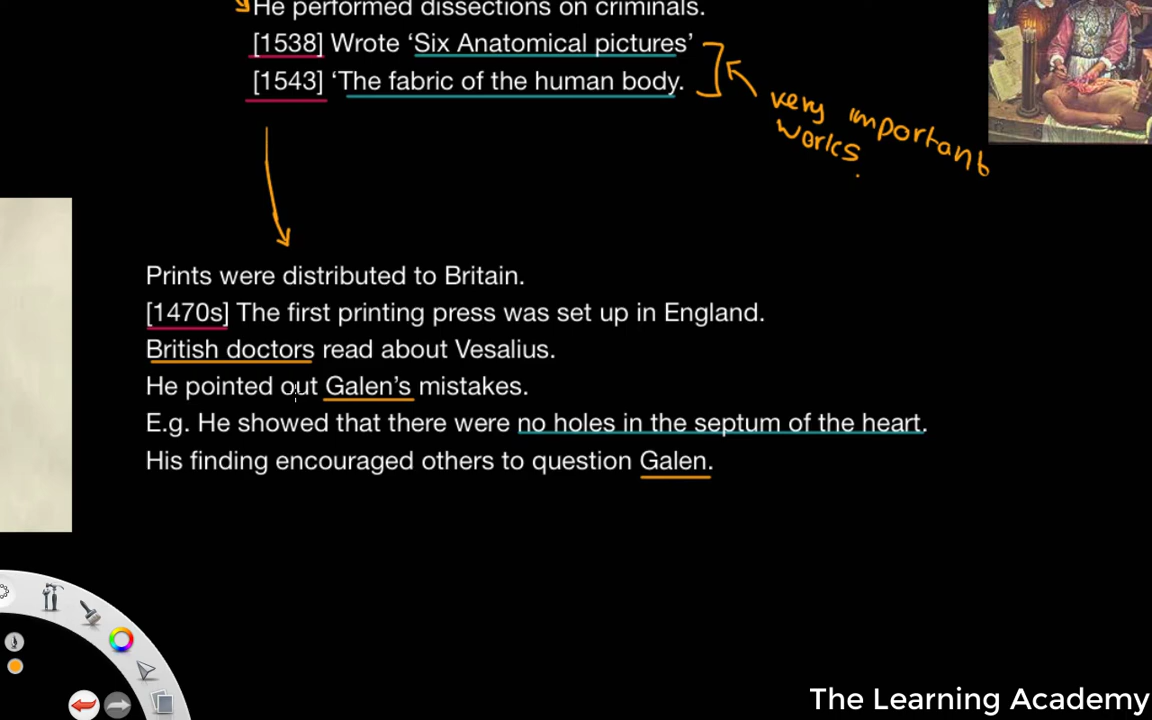 He performed dissections on criminals.
[1538] Wrote ‘Six Anatomical pictures’
[1543] ‘The fabric of the human body.
very important
works.
Prints were distributed to Britain.
[1470s] The first printing press was set up in England.
British doctors read about Vesalius.
He pointed out Galen’s mistakes.
E.g. He showed that there were no holes in the septum of the heart.
His finding encouraged others to question Galen.
The Learning Academy